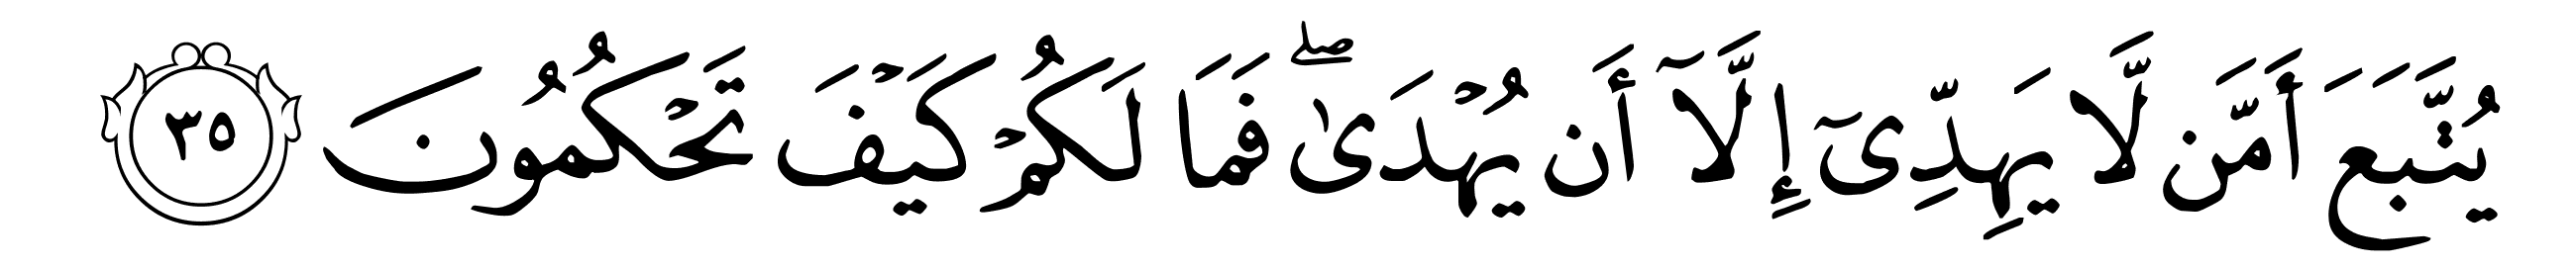 يُتَّبَعَ أَمَّن لَّا يَهِدِّىٓ إِلَّآ أَن يُهْدَىٰ ۖ فَمَا لَكُمْ كَيْفَ تَحْكُمُونَ ٣٥